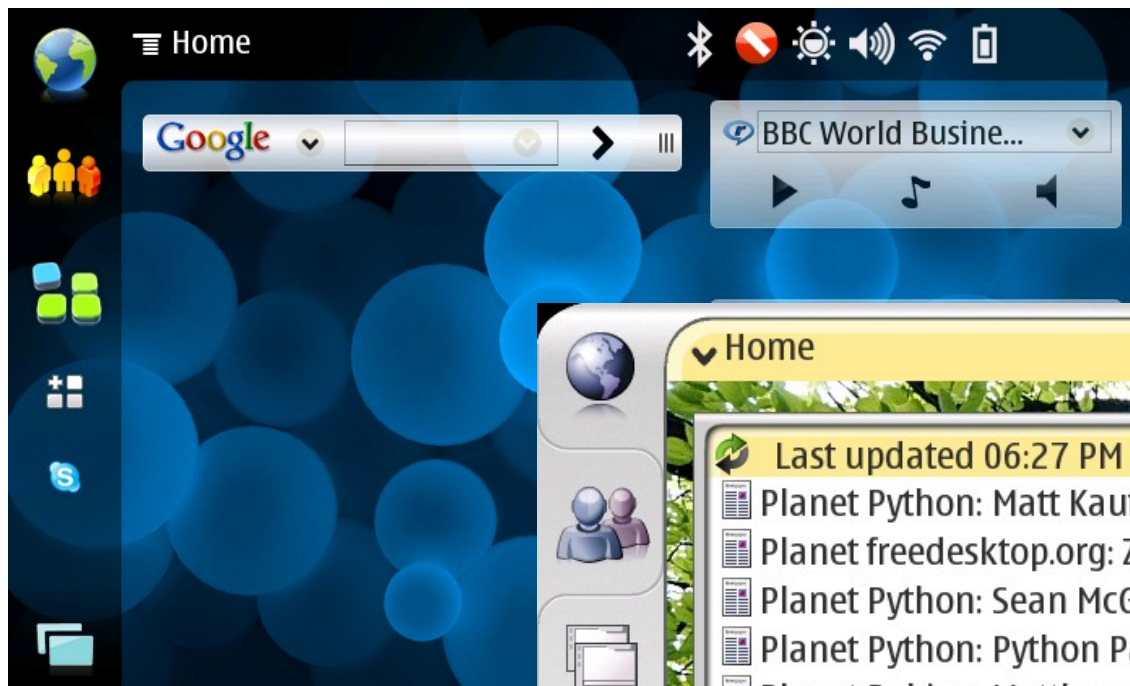 Home
Google
BBC World Busine...
Home
Last updated 06:27 PM
Planet Python: Matt Kau
Planet freedesktop.org:
Planet Python: Sean Mc
Planet Python: Python P